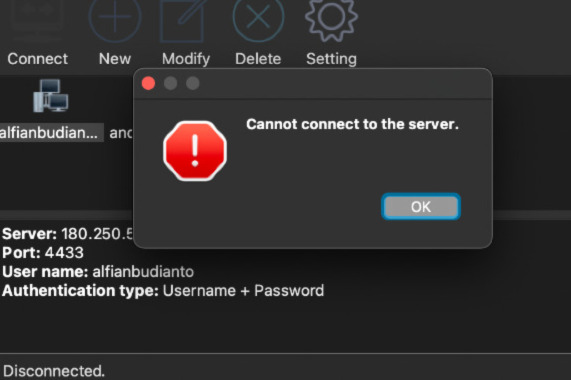 Connect New Modify Delete Setting
Cannot connect to the server.
alfianbudian...
OK
Server: 180.250.5
Port: 4433
User name: alfianbudianto
Authentication type: Username + Password
Disconnected.